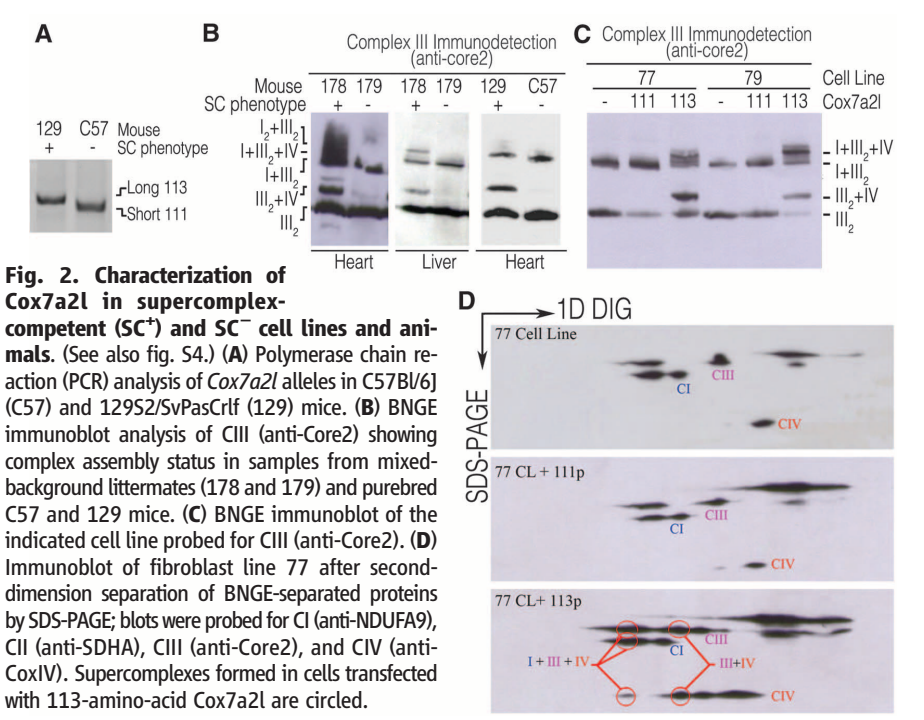 A
129 C57 Mouse
+ - SC phenotype
Long 113
Short 111
B
Complex III Immunodetection
(anti-core2)
Mouse 178 179 178 179 129 C57
SC phenotype + - + - + -
I2+III2
I+III2+IV
I+III2
III2+IV
III2
Heart Liver Heart
C
Complex III Immunodetection
(anti-core2)
77 79 Cell Line
- 111 113 - 111 113 Cox7a2l
I+III2+IV
I+III2
III2+IV
III2
Fig. 2. Characterization of
Cox7a2l in supercomplex-
competent (SC+) and SC− cell lines and ani-
mals. (See also fig. S4.) (A) Polymerase chain re-
action (PCR) analysis of Cox7a2l alleles in C57Bl/6J
(C57) and 129S2/SvPasCrlf (129) mice. (B) BNGE
immunoblot analysis of CIII (anti-Core2) showing
complex assembly status in samples from mixed-
background littermates (178 and 179) and purebred
C57 and 129 mice. (C) BNGE immunoblot of the
indicated cell line probed for CIII (anti-Core2). (D)
Immunoblot of fibroblast line 77 after second-
dimension separation of BNGE-separated proteins
by SDS-PAGE; blots were probed for CI (anti-NDUFA9),
CII (anti-SDHA), CIII (anti-Core2), and CIV (anti-
CoxIV). Supercomplexes formed in cells transfected
with 113-amino-acid Cox7a2l are circled.
D
1D DIG
SDS-PAGE
77 Cell Line
CI
CIII
CIV
77 CL + 111p
CI
CIII
CIV
77 CL+ 113p
CIII
CI
I + III + IV
III+IV
CIV